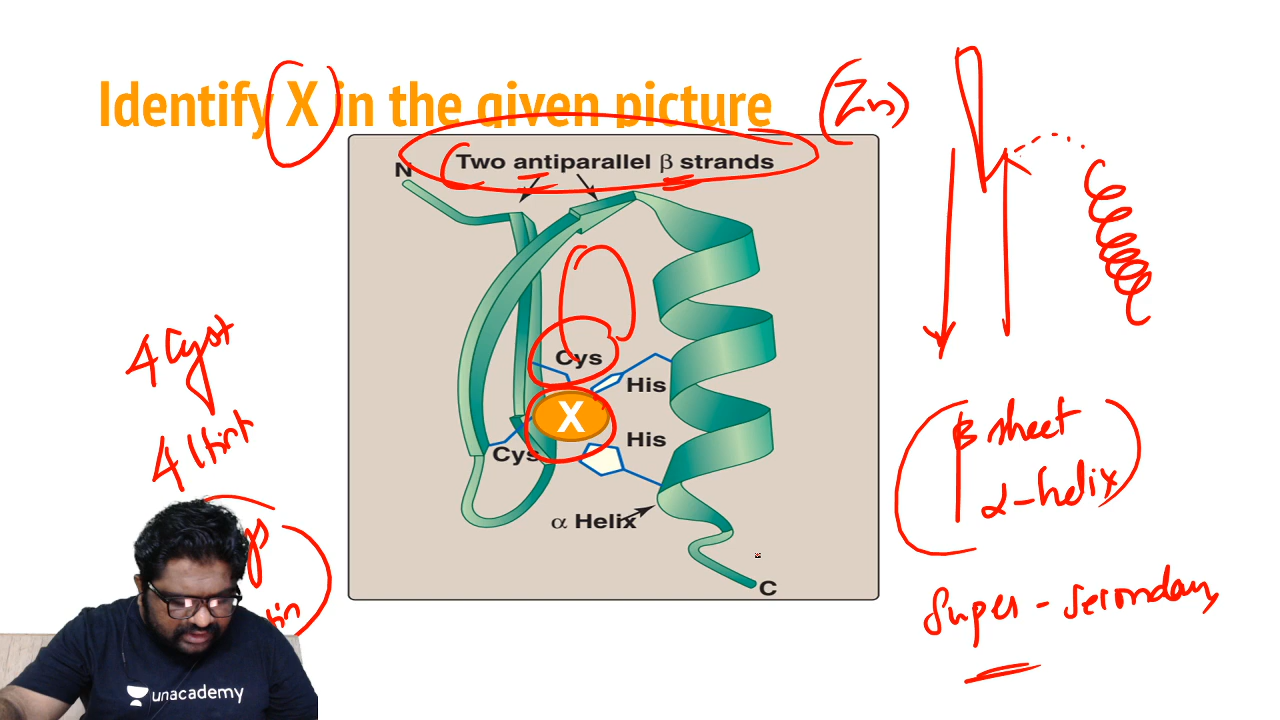 Identify X in the given picture
(Zn)
Two antiparallel β strands
N
Cys
His
X
His
Cys
α Helix
C
4 Cyst
4
β sheet
α-helix
Super-secondary
unacademy